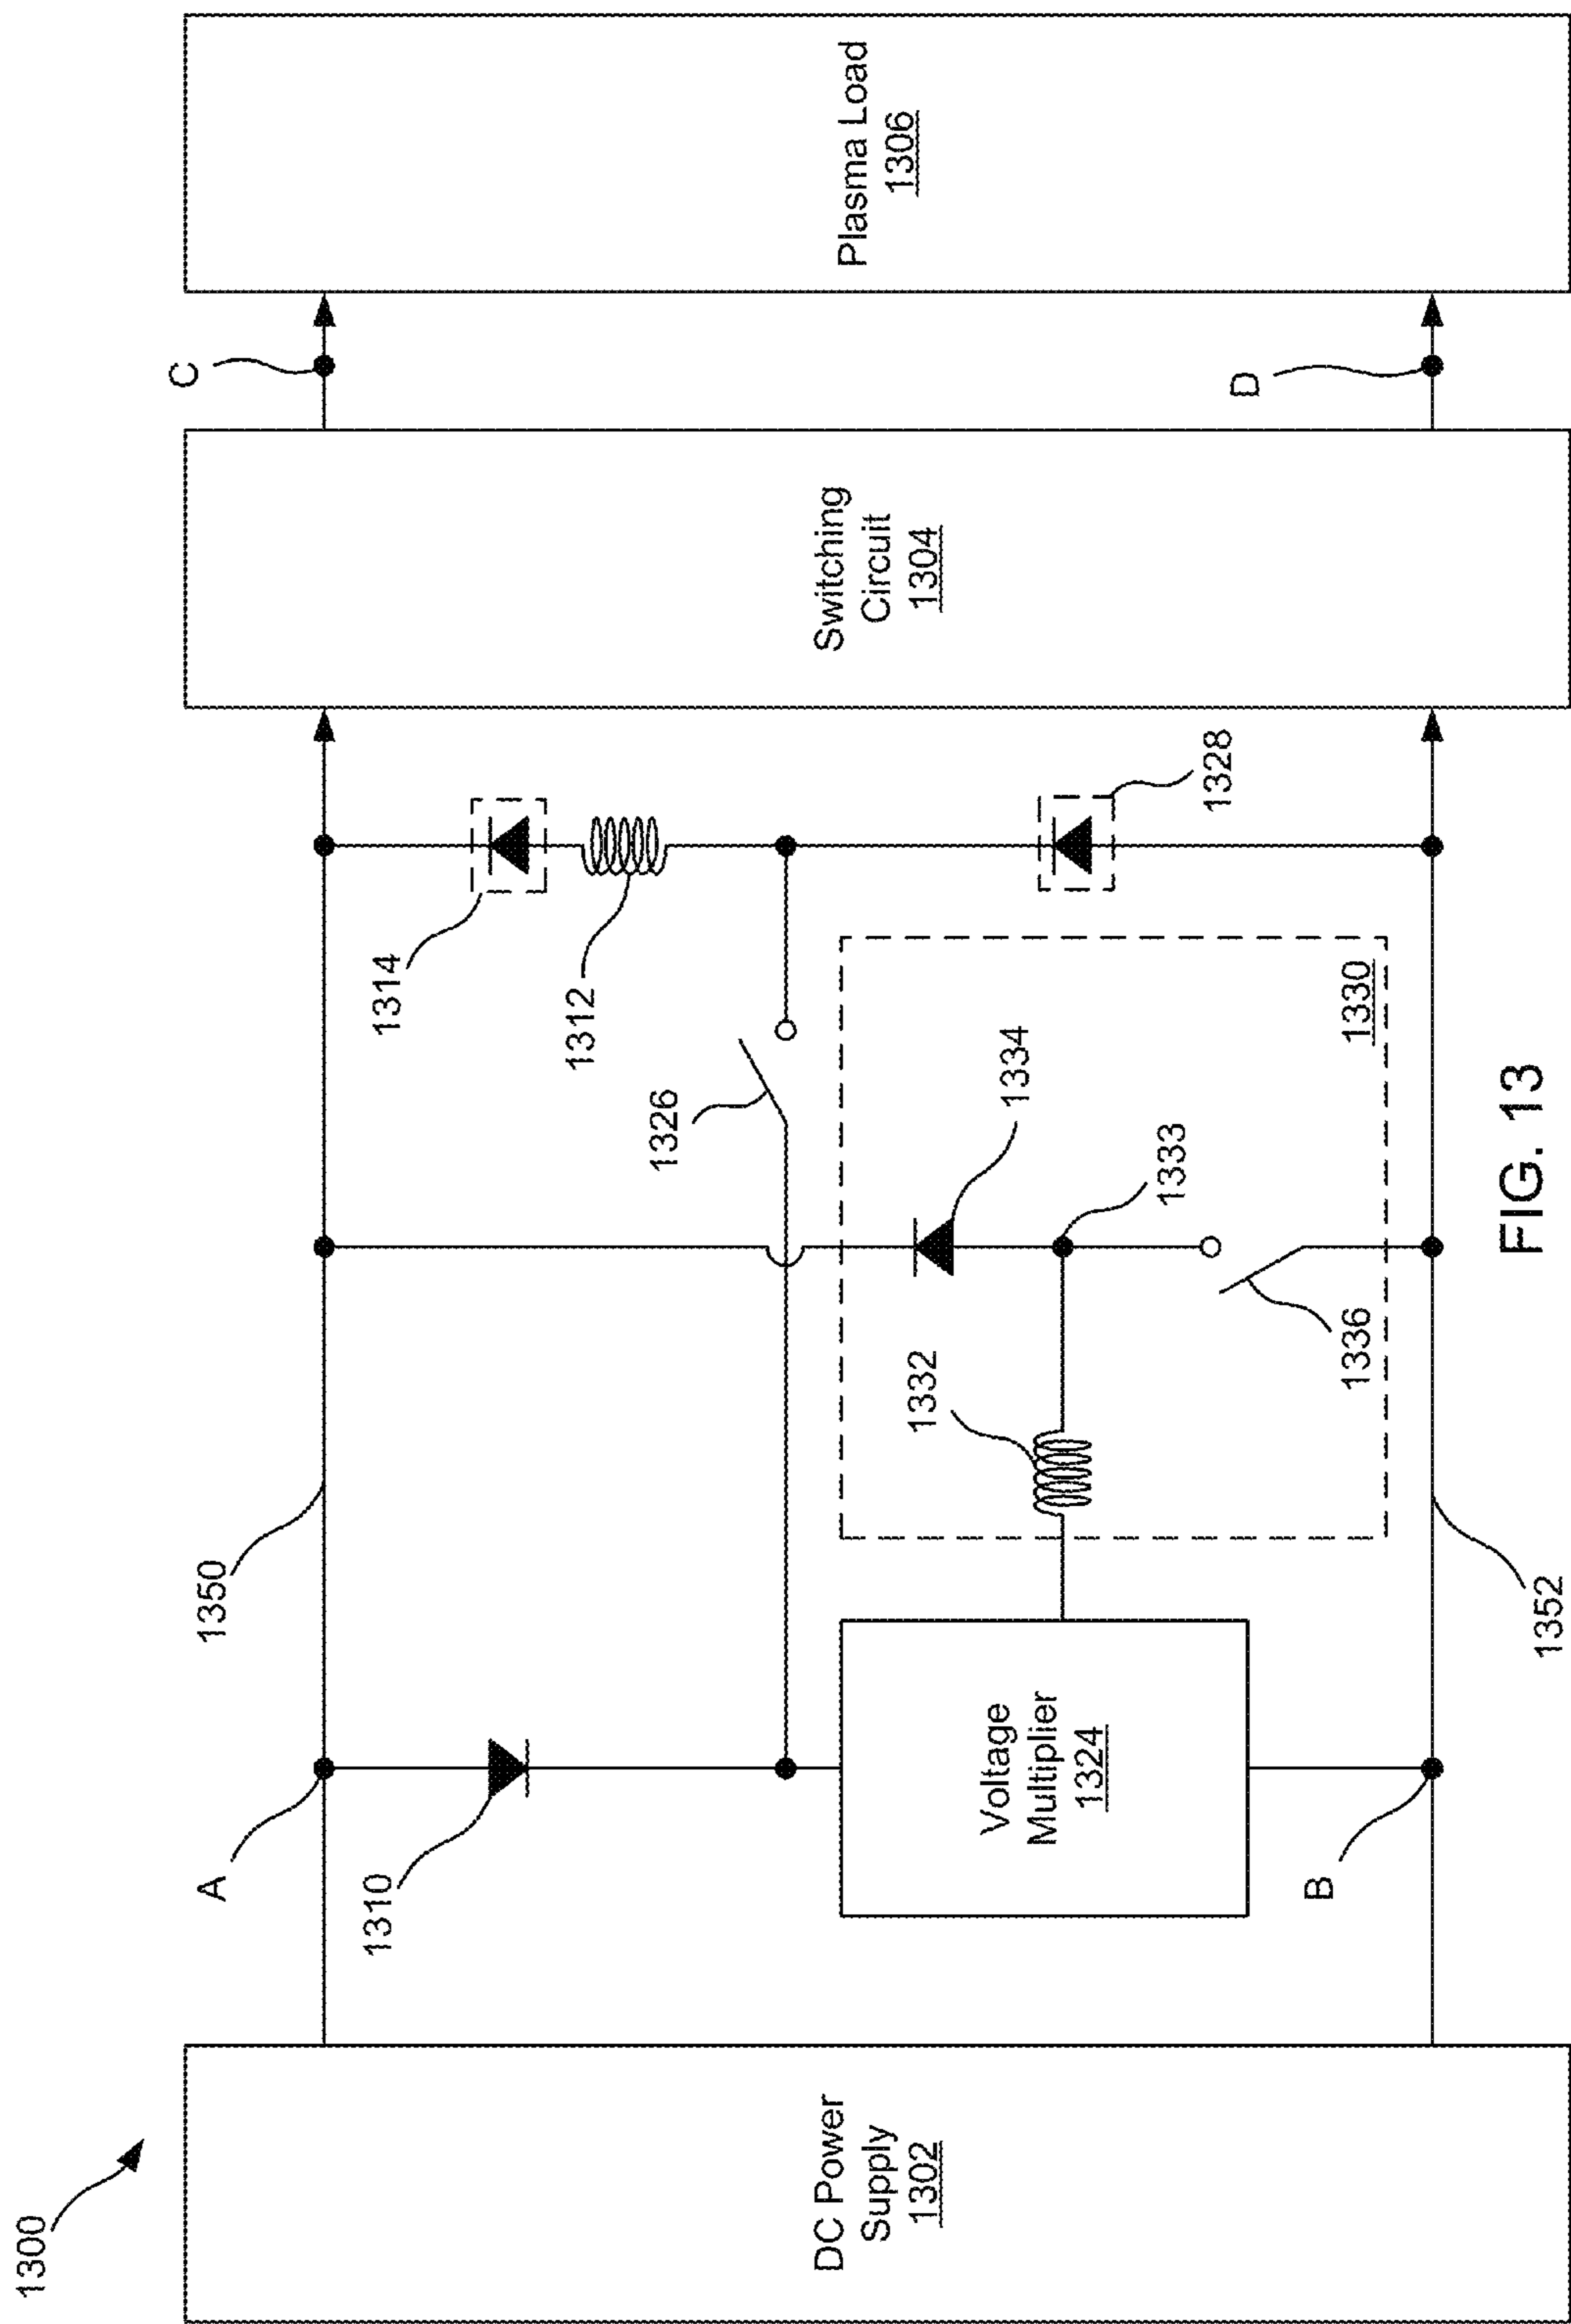 1300
DC Power
Supply
1302
A
1310
1350
Voltage
Multiplier
1324
B
1352
1332
1333
1334
1336
1330
1326
1312
1314
1328
Switching
Circuit
1304
C
D
Plasma Load
1306
FIG. 13